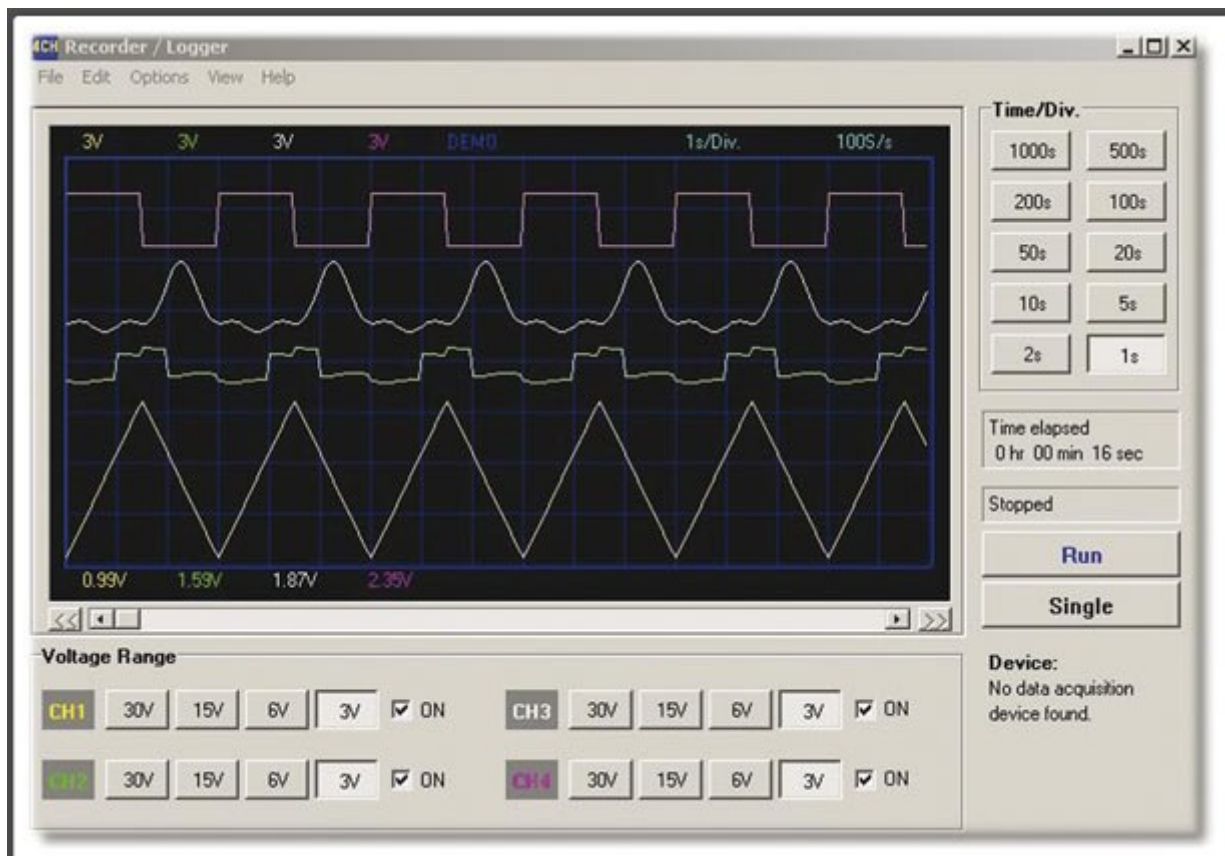 4CH Recorder / Logger
File Edit Options View Help
3V 3V 3V 3V DEMO 1s/Div. 100S/s
0.99V 1.59V 1.87V 2.35V
<< >>
Time/Div.
1000s 500s
200s 100s
50s 20s
10s 5s
2s 1s
Time elapsed
0 hr 00 min 16 sec
Stopped
Run
Single
Voltage Range
CH1 30V 15V 6V 3V ON
CH3 30V 15V 6V 3V ON
CH2 30V 15V 6V 3V ON
CH4 30V 15V 6V 3V ON
Device:
No data acquisition
device found.